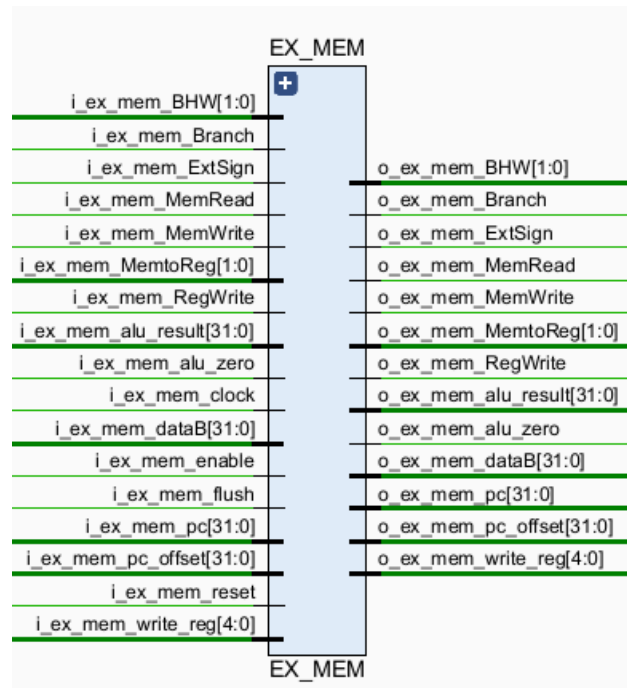 EX_MEM
i_ex_mem_BHW[1:0]
i_ex_mem_Branch
i_ex_mem_ExtSign
i_ex_mem_MemRead
i_ex_mem_MemWrite
i_ex_mem_MemtoReg[1:0]
i_ex_mem_RegWrite
i_ex_mem_alu_result[31:0]
i_ex_mem_alu_zero
i_ex_mem_clock
i_ex_mem_dataB[31:0]
i_ex_mem_enable
i_ex_mem_flush
i_ex_mem_pc[31:0]
i_ex_mem_pc_offset[31:0]
i_ex_mem_reset
i_ex_mem_write_reg[4:0]
o_ex_mem_BHW[1:0]
o_ex_mem_Branch
o_ex_mem_ExtSign
o_ex_mem_MemRead
o_ex_mem_MemWrite
o_ex_mem_MemtoReg[1:0]
o_ex_mem_RegWrite
o_ex_mem_alu_result[31:0]
o_ex_mem_alu_zero
o_ex_mem_dataB[31:0]
o_ex_mem_pc[31:0]
o_ex_mem_pc_offset[31:0]
o_ex_mem_write_reg[4:0]
EX_MEM